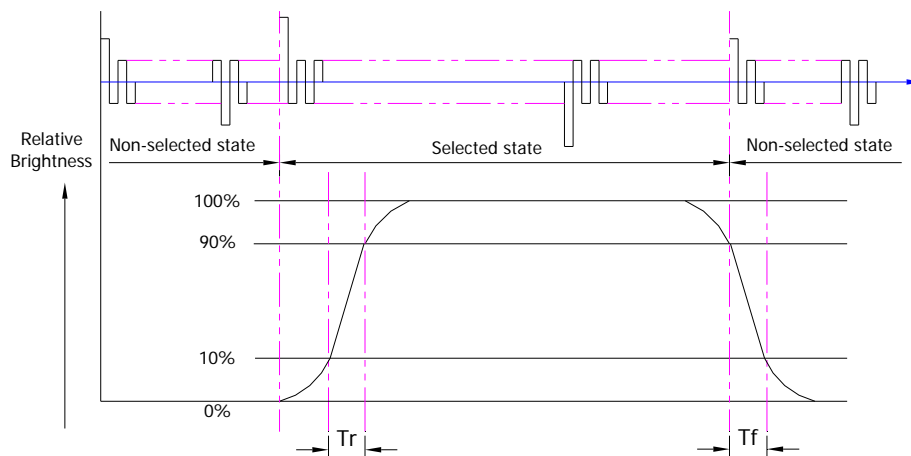 Relative
Brightness
Non-selected state
Selected state
Non-selected state
100%
90%
10%
0%
Tr
Tf